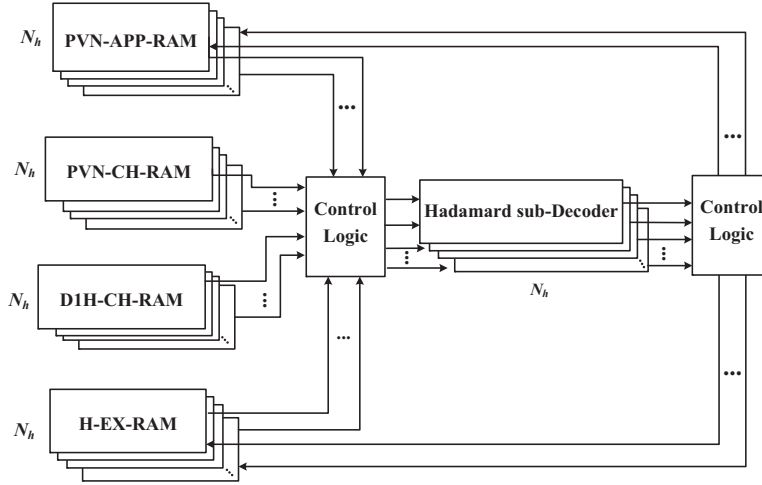 N_h
PVN-APP-RAM
N_h
PVN-CH-RAM
Control
Logic
Hadamard sub-Decoder
N_h
Control
Logic
N_h
D1H-CH-RAM
N_h
H-EX-RAM